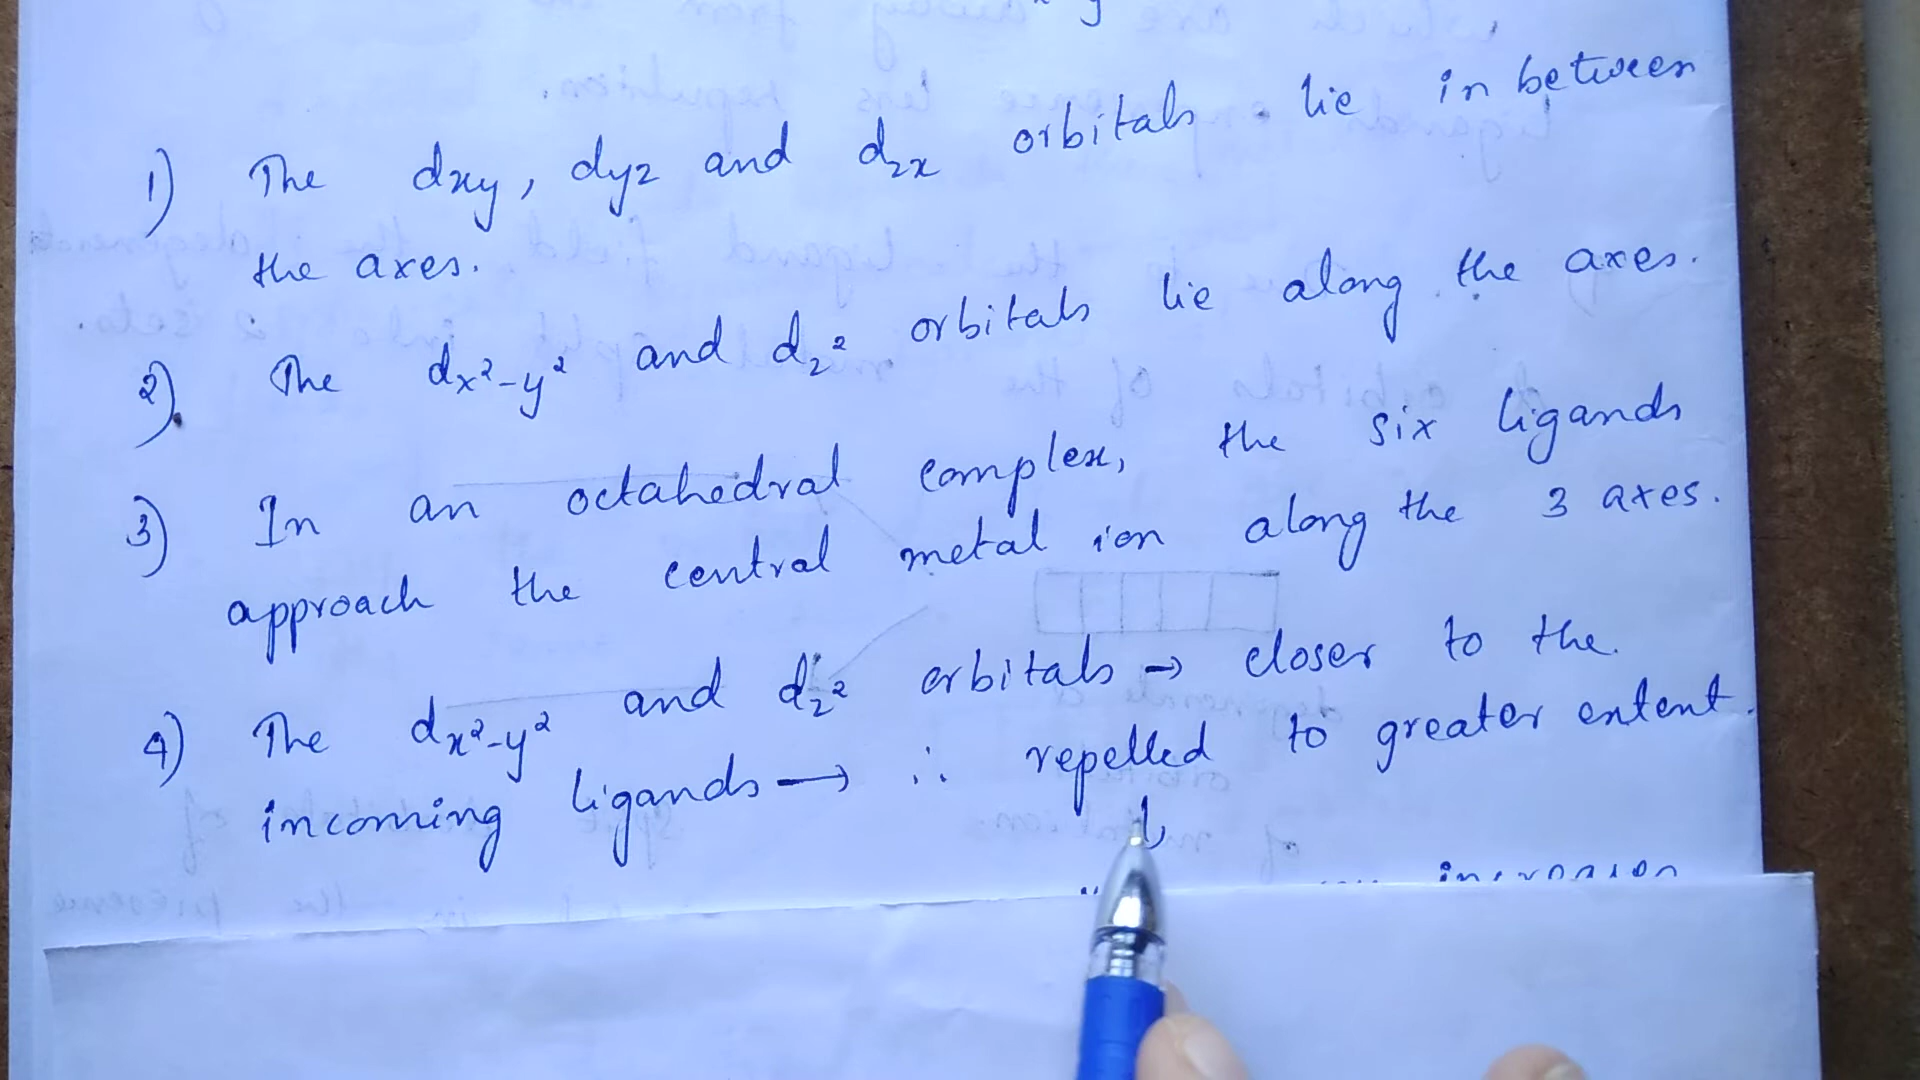 1) The dxy, dyz and dzx orbitals lie in between
the axes.
2) The dx²-y² and dz² orbitals lie along the axes.
3) In an octahedral complex, the six ligands
approach the central metal ion along the 3 axes.
4) The dx²-y² and dz² orbitals → closer to the
incoming ligands → ∴ repelled to greater extent.
↓